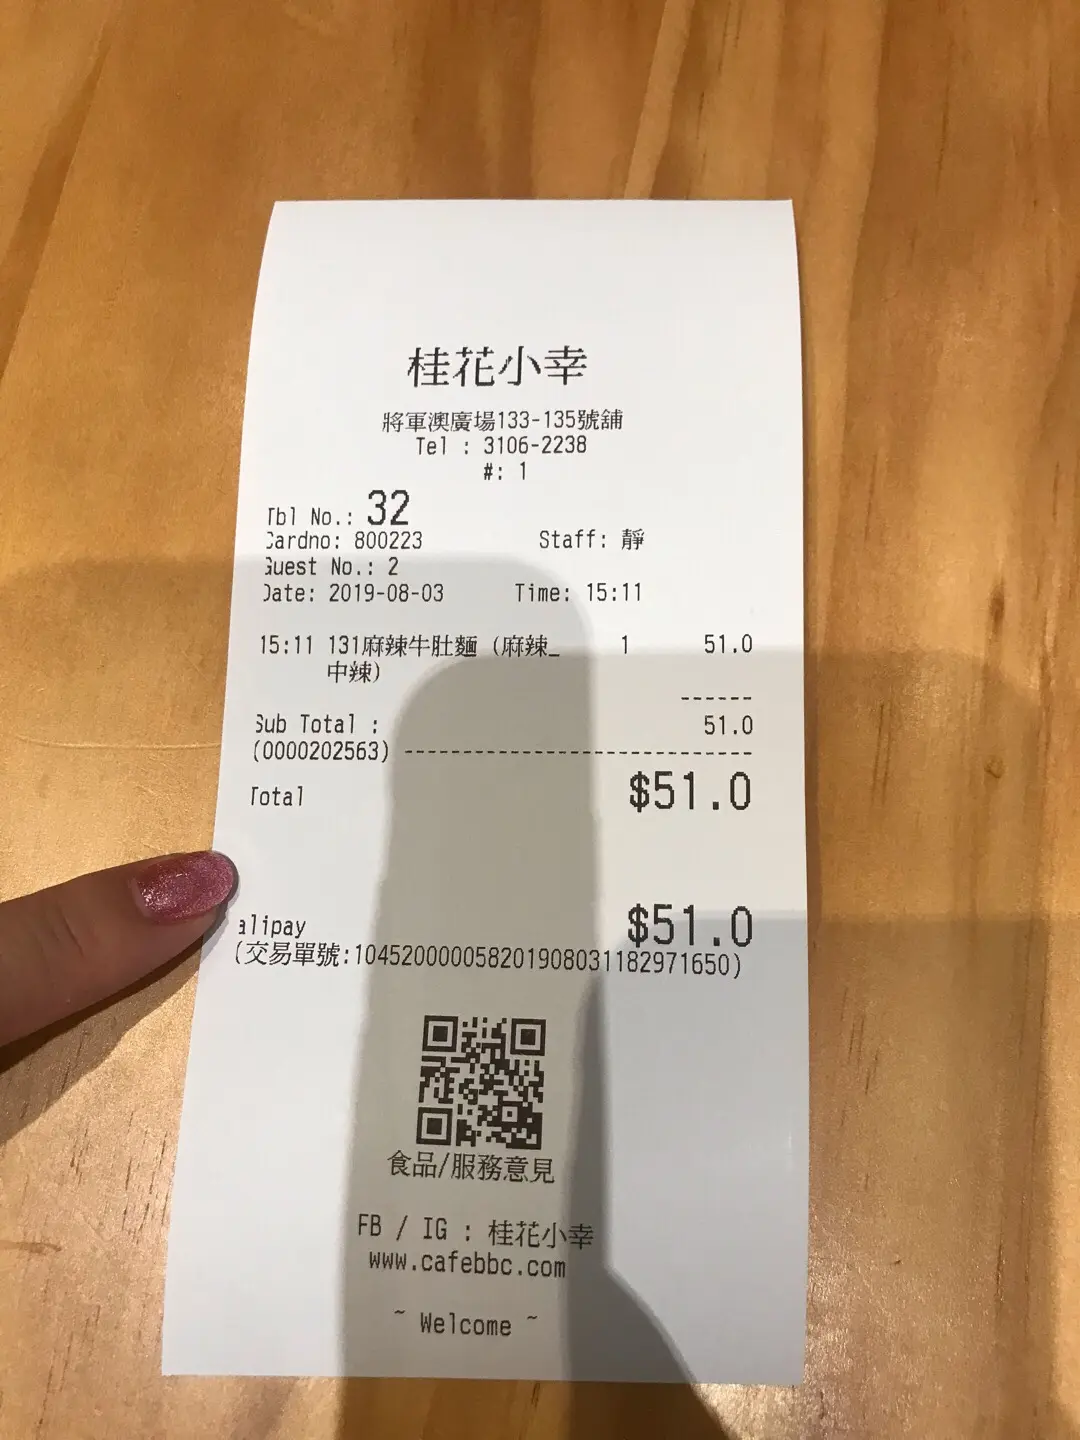 桂花小幸
將軍澳廣場133-135號舖
Tel : 3106-2238
#: 1
Tbl No.: 32
Cardno: 800223 Staff: 靜
Guest No.: 2
Date: 2019-08-03 Time: 15:11
15:11 131麻辣牛肚麵 (麻辣_ 1 51.0
中辣)
------
Sub Total : 51.0
(0000202563) ------------------------------
Total $51.0
alipay $51.0
(交易單號:104520000058201908031182971650)
食品/服務意見
FB / IG : 桂花小幸
www.cafebbc.com
~ Welcome ~